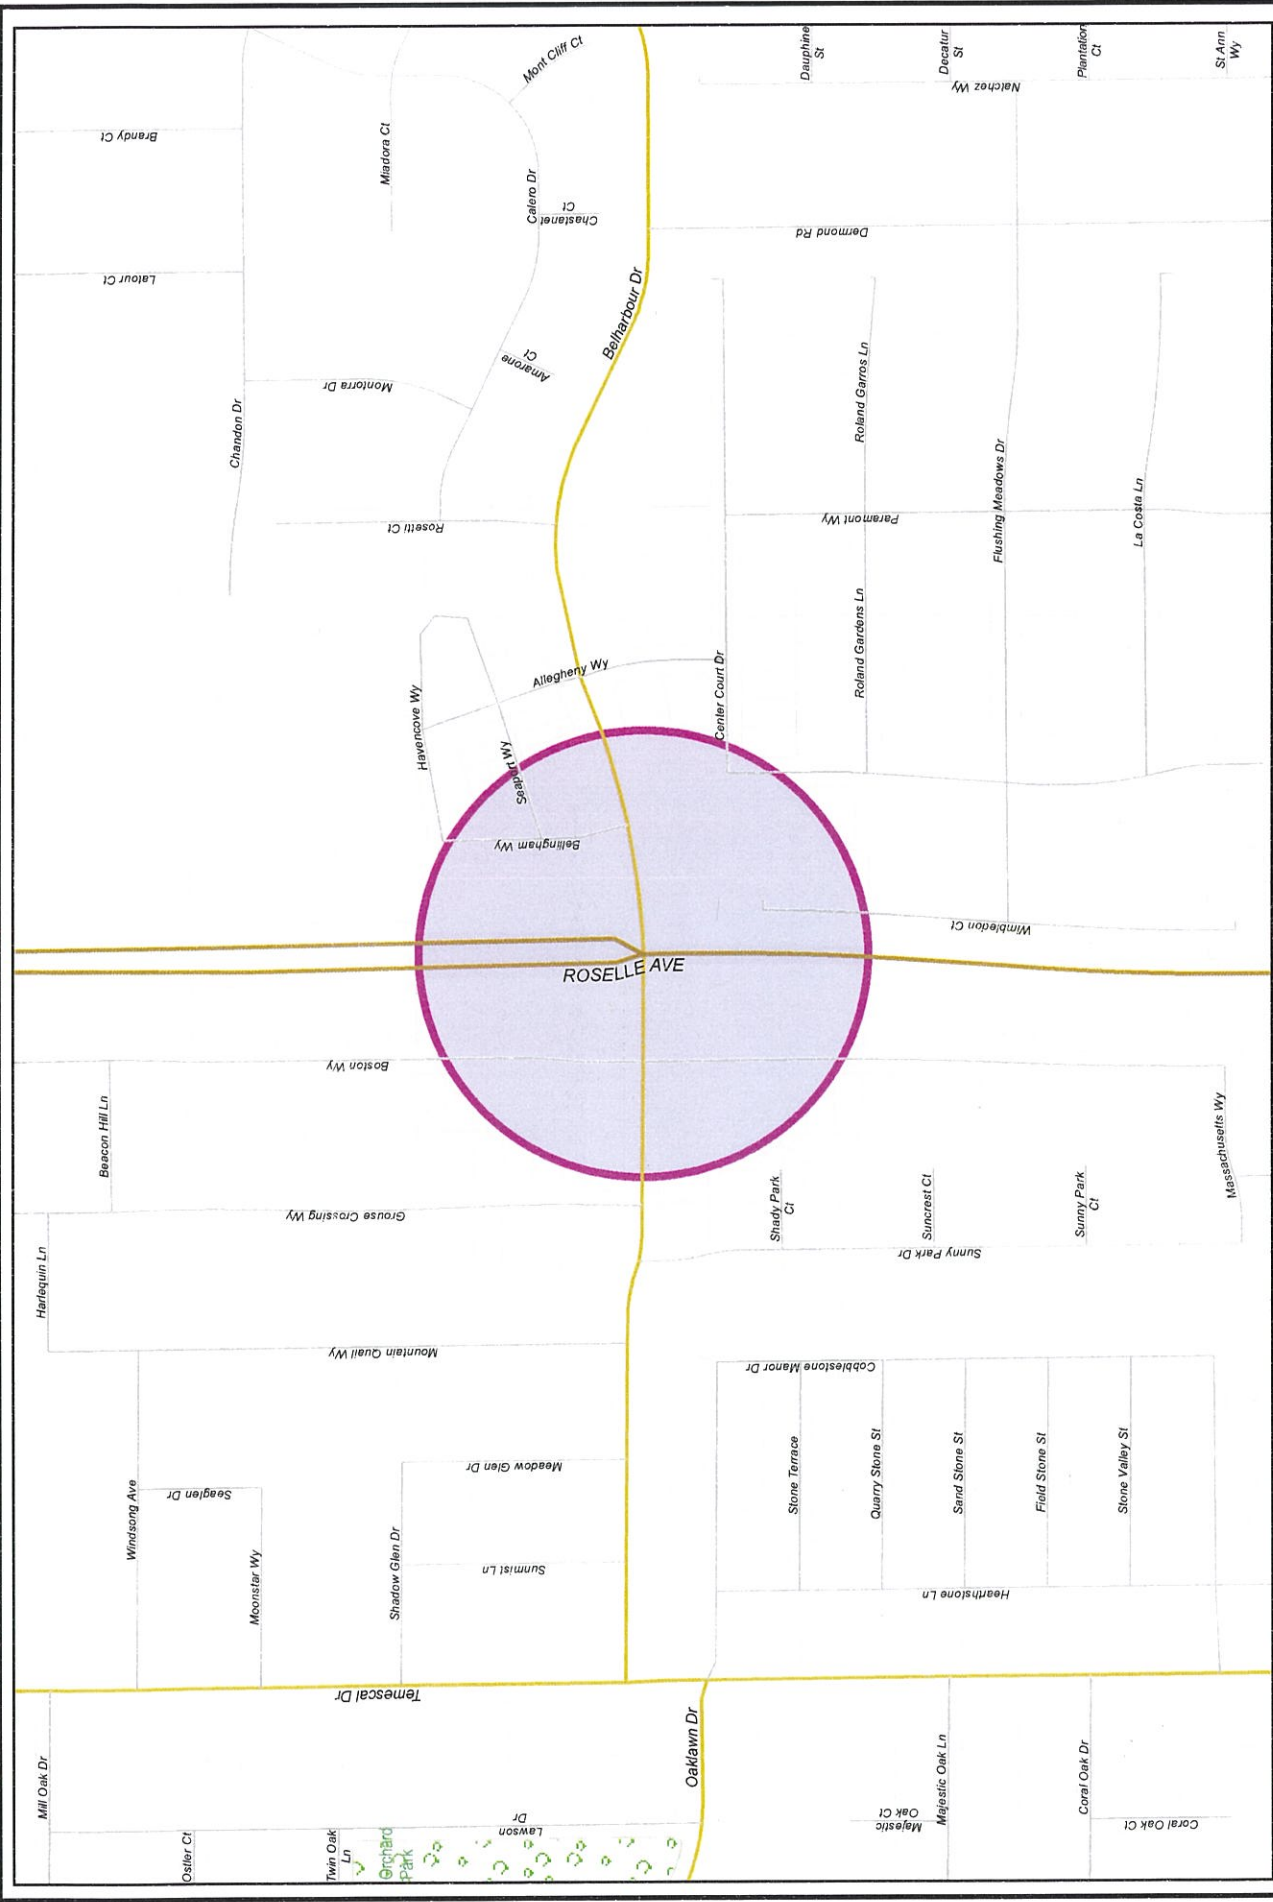 Mont Cliff Ct
Dauphine
St
Decatur
St
Plantation
Ct
St Ann
Wy
Natchez Wy
Brandy Ct
Miadora Ct
Calero Dr
Chastanet
Ct
Dermond Rd
Latour Ct
Belharbour Dr
Amarone
Ct
Montorra Dr
Chandon Dr
Roland Garros Ln
Rosetti Ct
Paramont Wy
Flushing Meadows Dr
La Costa Ln
Allegheny Wy
Havencove Wy
Seaport Wy
Center Court Dr
Roland Gardens Ln
Bellingham Wy
Wimbledon Ct
ROSELLE AVE
Boston Wy
Beacon Hill Ln
Massachusetts Wy
Grouse Crossing Wy
Shady Park
Ct
Suncrest Ct
Sunny Park
Ct
Sunny Park Dr
Harlequin Ln
Mountain Quail Wy
Cobblestone Manor Dr
Meadow Glen Dr
Stone Terrace
Quarry Stone St
Sand Stone St
Field Stone St
Stone Valley St
Windsong Ave
Seaglen Dr
Moonstar Wy
Shadow Glen Dr
Sunmist Ln
Hearthstone Ln
Temescal Dr
Mill Oak Dr
Oaklawn Dr
Majestic Oak Ln
Coral Oak Dr
Majestic
Oak Ct
Coral Oak Ct
Lawson
Dr
Ostler Ct
Twin Oak
Ln
Orchard
Park